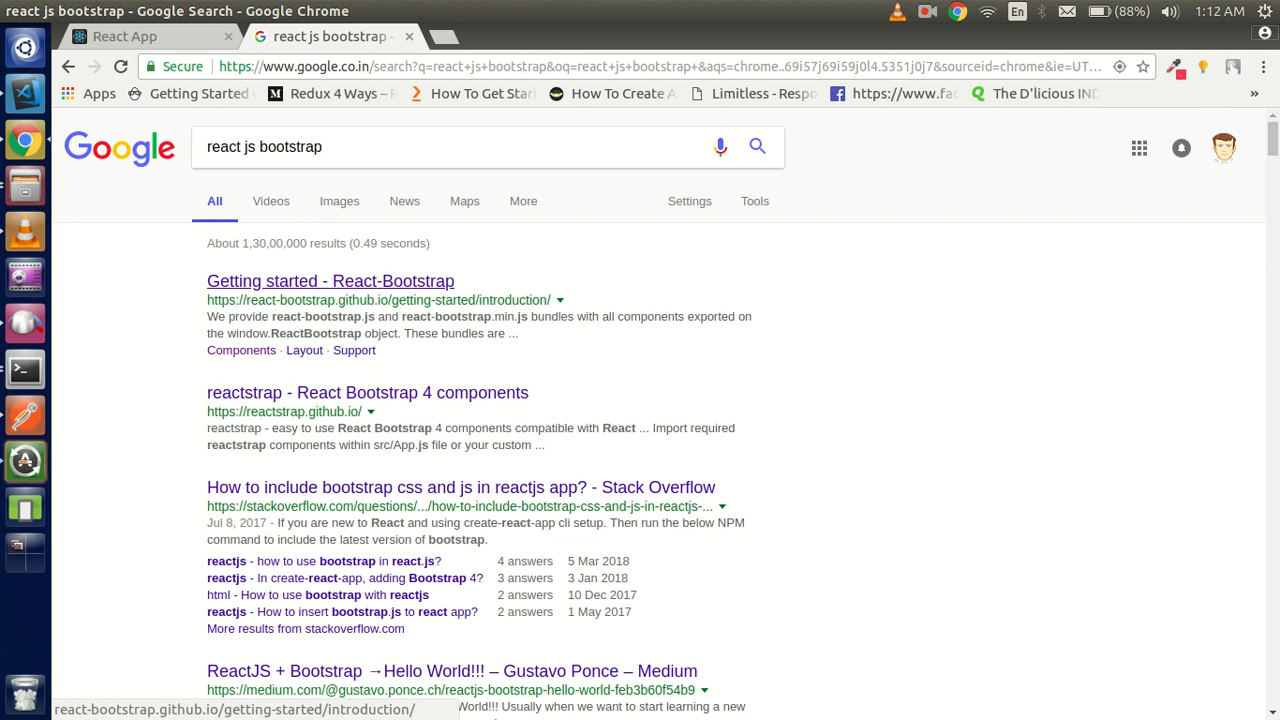 react js bootstrap - Google Search - Google Chrome
En
(88%)
1:12 AM
React App
react js bootstrap -
Secure
https://www.google.co.in/search?q=react+js+bootstrap&oq=react+js+bootstrap+&aqs=chrome..69i57j69i59j0l4.5351j0j7&sourceid=chrome&ie=UT...
Apps
Getting Started
Redux 4 Ways –
How To Get
How To Create
Limitless -
https://www.
The D'licious
»
Google
react js bootstrap
All
Videos
Images
News
Maps
More
Settings
Tools
About 1,30,00,000 results (0.49 seconds)
Getting started - React-Bootstrap
https://react-bootstrap.github.io/getting-started/introduction/
We provide react-bootstrap.js and react-bootstrap.min.js bundles with all components exported on
the window.ReactBootstrap object. These bundles are ...
Components · Layout · Support
reactstrap - React Bootstrap 4 components
https://reactstrap.github.io/
reactstrap - easy to use React Bootstrap 4 components compatible with React ... Import required
reactstrap components within src/App.js file or your custom ...
How to include bootstrap css and js in reactjs app? - Stack Overflow
https://stackoverflow.com/questions/.../how-to-include-bootstrap-css-and-js-in-reactjs-...
Jul 8, 2017 - If you are new to React and using create-react-app cli setup. Then run the below NPM
command to include the latest version of bootstrap.
reactjs - how to use bootstrap in react.js? 4 answers 5 Mar 2018
reactjs - In create-react-app, adding Bootstrap 4? 3 answers 3 Jan 2018
html - How to use bootstrap with reactjs 2 answers 10 Dec 2017
reactjs - How to insert bootstrap.js to react app? 2 answers 1 May 2017
More results from stackoverflow.com
ReactJS + Bootstrap →Hello World!!! – Gustavo Ponce – Medium
https://medium.com/@gustavo.ponce.ch/reactjs-bootstrap-hello-world-feb3b60f54b9
World!!! Usually when we want to start learning a new
react-bootstrap.github.io/getting-started/introduction/